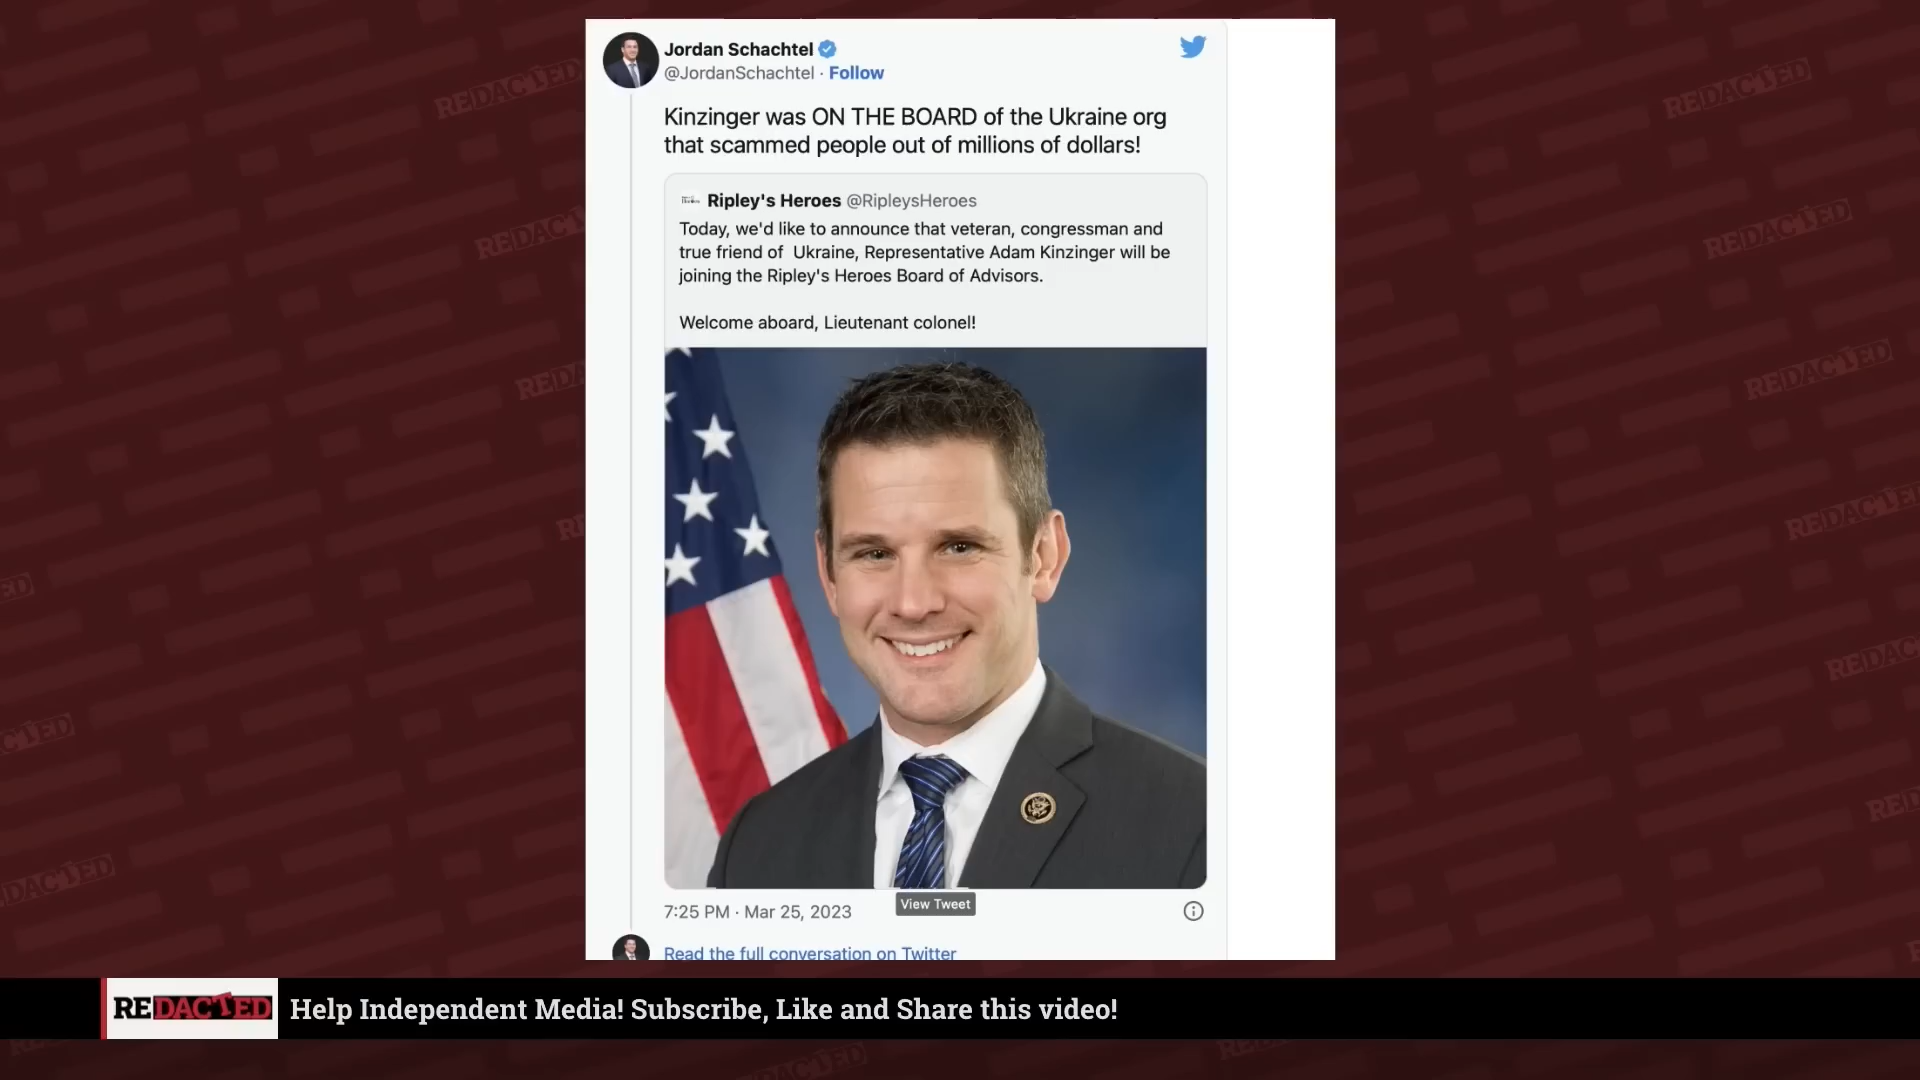 Jordan Schachtel
@JordanSchachtel · Follow
Kinzinger was ON THE BOARD of the Ukraine org
that scammed people out of millions of dollars!
Ripley's Heroes @RipleysHeroes
Today, we'd like to announce that veteran, congressman and
true friend of Ukraine, Representative Adam Kinzinger will be
joining the Ripley's Heroes Board of Advisors.
Welcome aboard, Lieutenant colonel!
View Tweet
7:25 PM · Mar 25, 2023
Read the full conversation on Twitter
REDACTED
Help Independent Media! Subscribe, Like and Share this video!
REDACTED
REDACTED
REDACTED
REDACTED